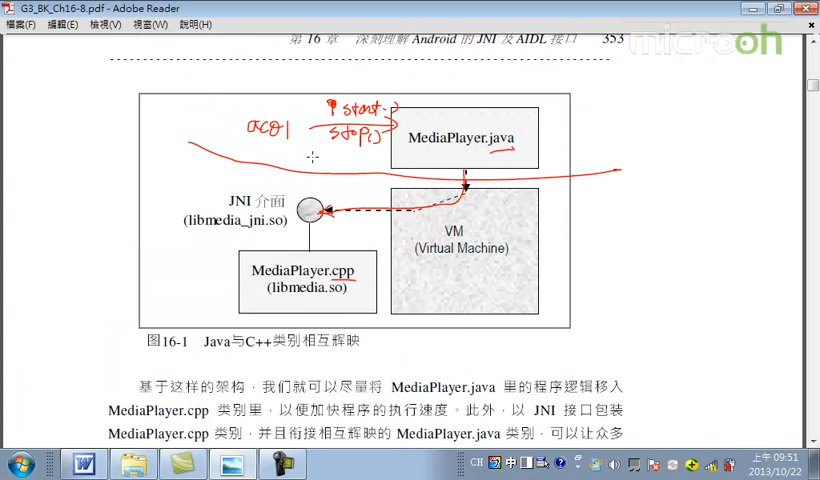 G3_BK_Ch16-8.pdf - Adobe Reader
檔案(F) 編輯(E) 檢視(V) 視窗(W) 說明(H)
microoh
第 16 章 深刻理解 Android 的 JNI 及 AIDL 接口 353
start
aco1
stop()
MediaPlayer.java
JNI 介面
(libmedia_jni.so)
VM
(Virtual Machine)
MediaPlayer.cpp
(libmedia.so)
图16-1 Java与C++类别相互辉映
基于这样的架构，我们就可以尽量将 MediaPlayer.java 里的程序逻辑移入
MediaPlayer.cpp 类别里，以便加快程序的执行速度。此外，以 JNI 接口包装
MediaPlayer.cpp 类别，并且衔接相互辉映的 MediaPlayer.java 类别，可以让众多
CH 中
上午 09:51
2013/10/22